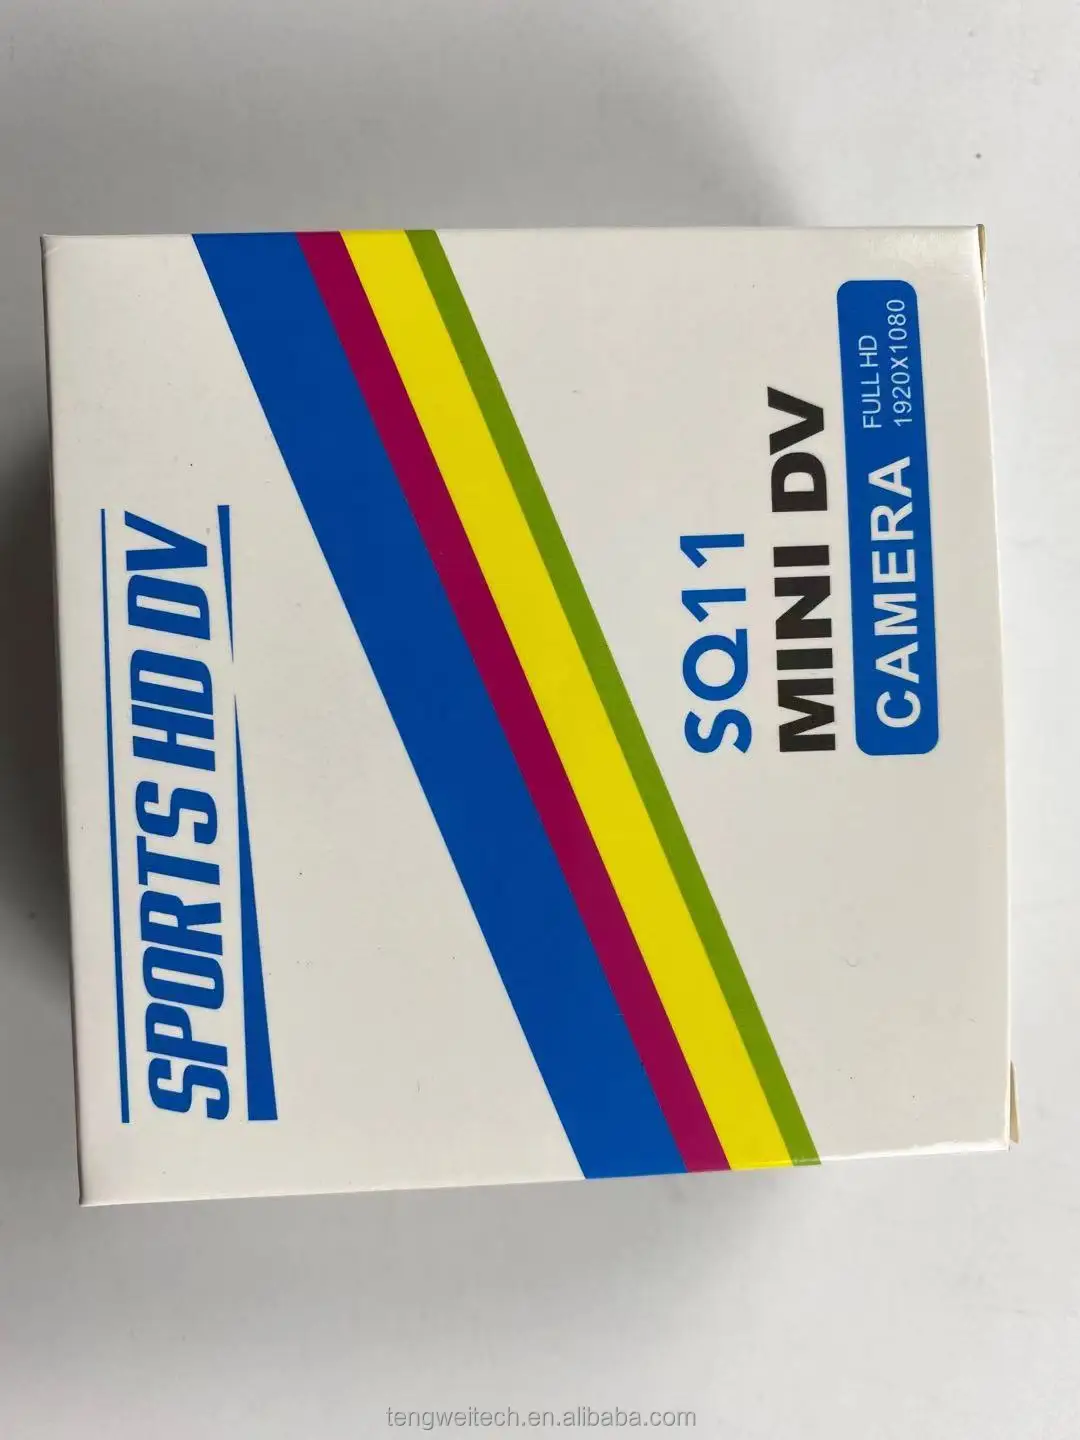 SPORTS HD DV
SQ11
MINI DV
CAMERA FULL HD
1920X1080
tengweitech.en.alibaba.com